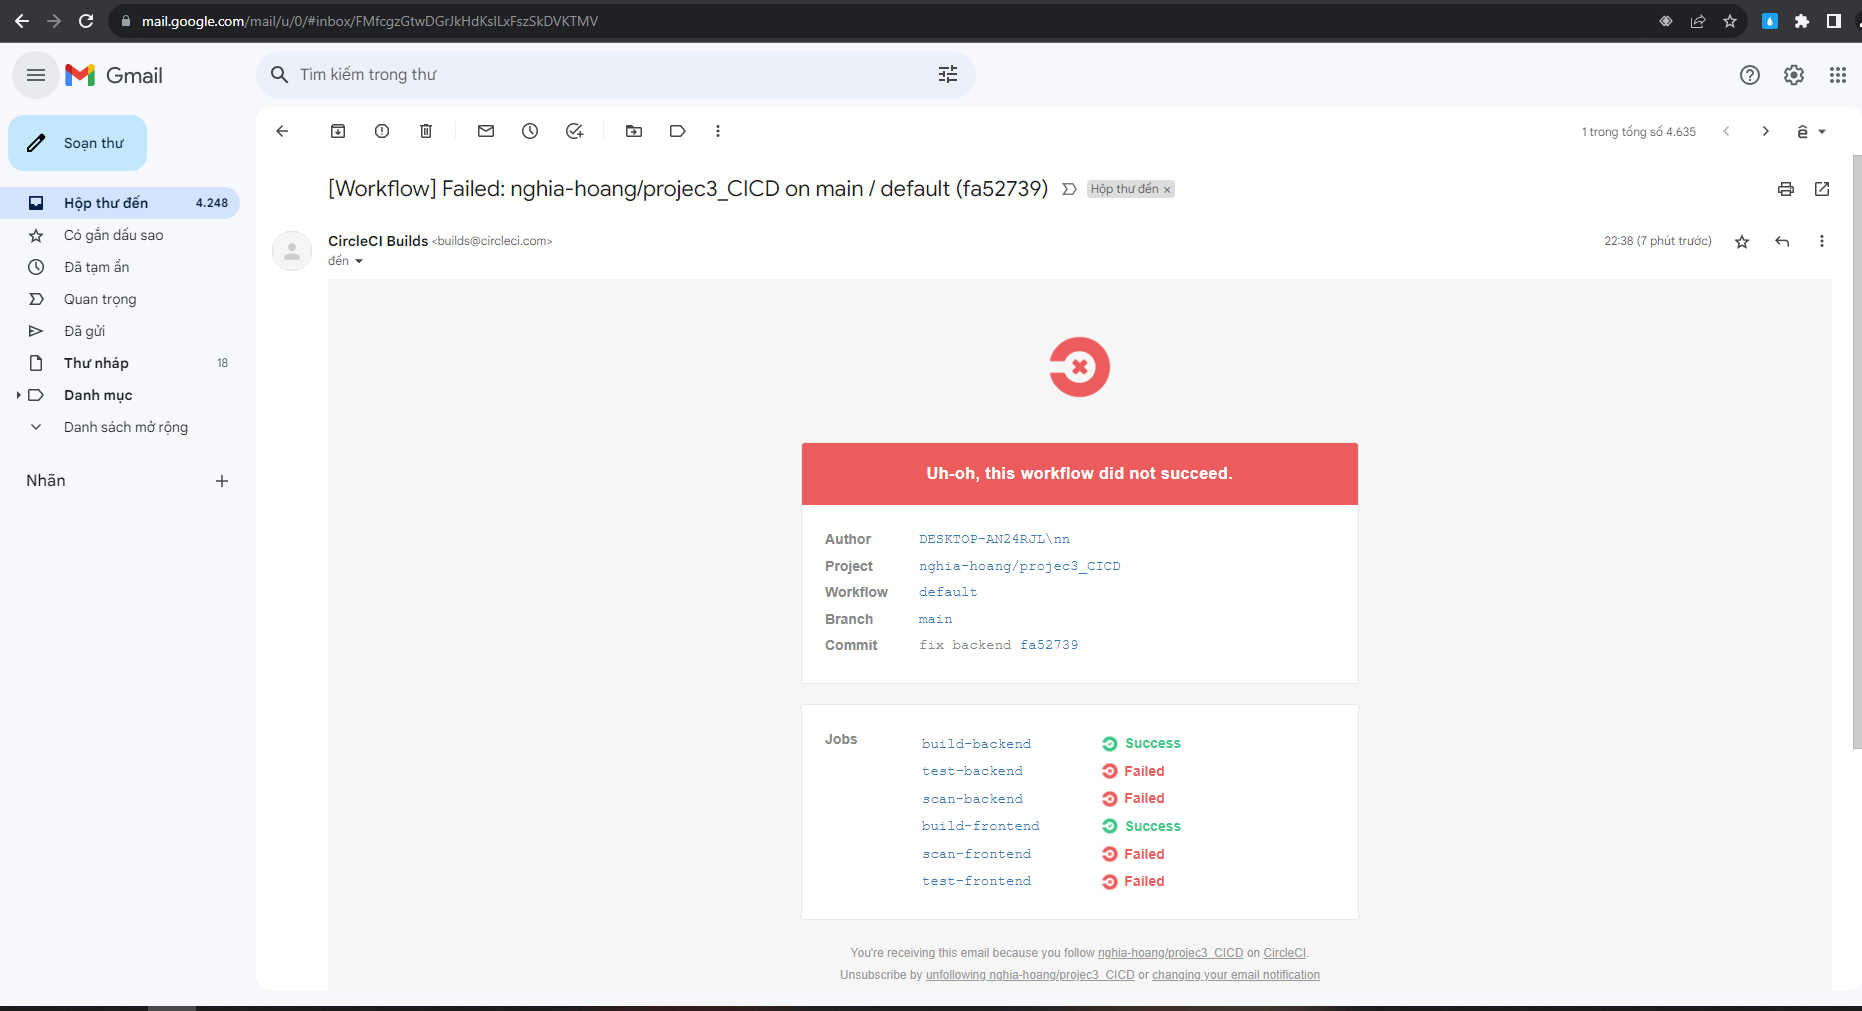 mail.google.com/mail/u/0/#inbox/FMfcgzGtwDGrJkHdKslLxFszSkDVKTMV
Gmail
Tìm kiếm trong thư
Soạn thư
1 trong tổng số 4.635
ê
[Workflow] Failed: nghia-hoang/projec3_CICD on main / default (fa52739)
Hộp thư đến ×
Hộp thư đến 4.248
Có gắn dấu sao
Đã tạm ẩn
Quan trọng
Đã gửi
Thư nháp 18
Danh mục
Danh sách mở rộng
Nhãn
CircleCI Builds <builds@circleci.com>
22:38 (7 phút trước)
đến
Uh-oh, this workflow did not succeed.
Author DESKTOP-AN24RJL\nn
Project nghia-hoang/projec3_CICD
Workflow default
Branch main
Commit fix backend fa52739
Jobs
build-backend Success
test-backend Failed
scan-backend Failed
build-frontend Success
scan-frontend Failed
test-frontend Failed
You're receiving this email because you follow nghia-hoang/projec3_CICD on CircleCI.
Unsubscribe by unfollowing nghia-hoang/projec3_CICD or changing your email notification